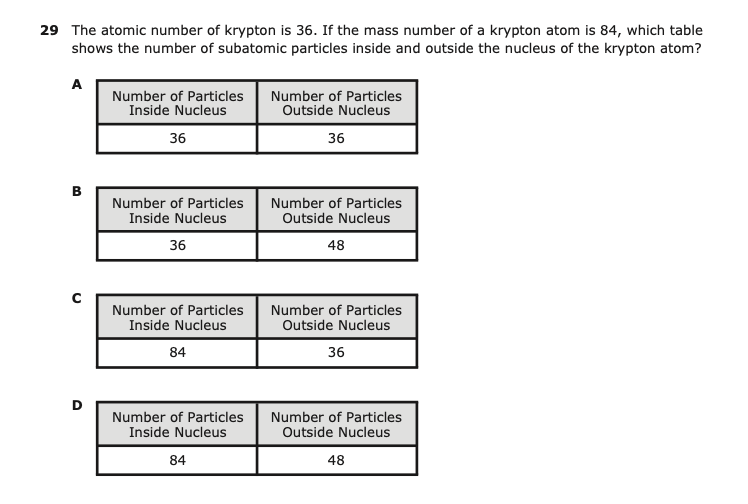 29 The atomic number of krypton is 36. If the mass number of a krypton atom is 84, which table
shows the number of subatomic particles inside and outside the nucleus of the krypton atom?
A
Number of Particles Inside Nucleus
Number of Particles Outside Nucleus
36 36
B
Number of Particles Inside Nucleus
Number of Particles Outside Nucleus
36 48
C
Number of Particles Inside Nucleus
Number of Particles Outside Nucleus
84 36
D
Number of Particles Inside Nucleus
Number of Particles Outside Nucleus
84 48